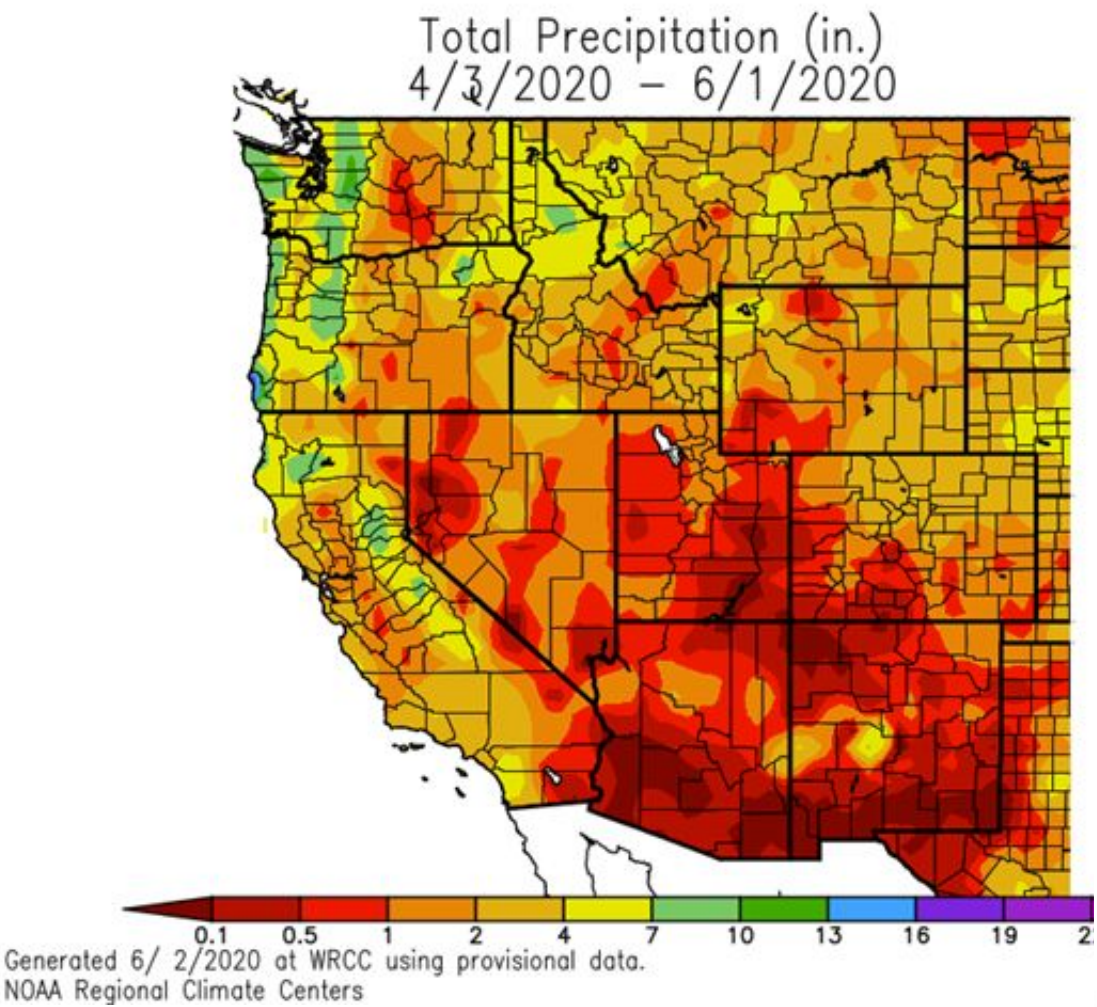 Total Precipitation (in.)
4/3/2020 – 6/1/2020
0.1 0.5 1 2 4 7 10 13 16 19
Generated 6/ 2/2020 at WRCC using provisional data.
NOAA Regional Climate Centers